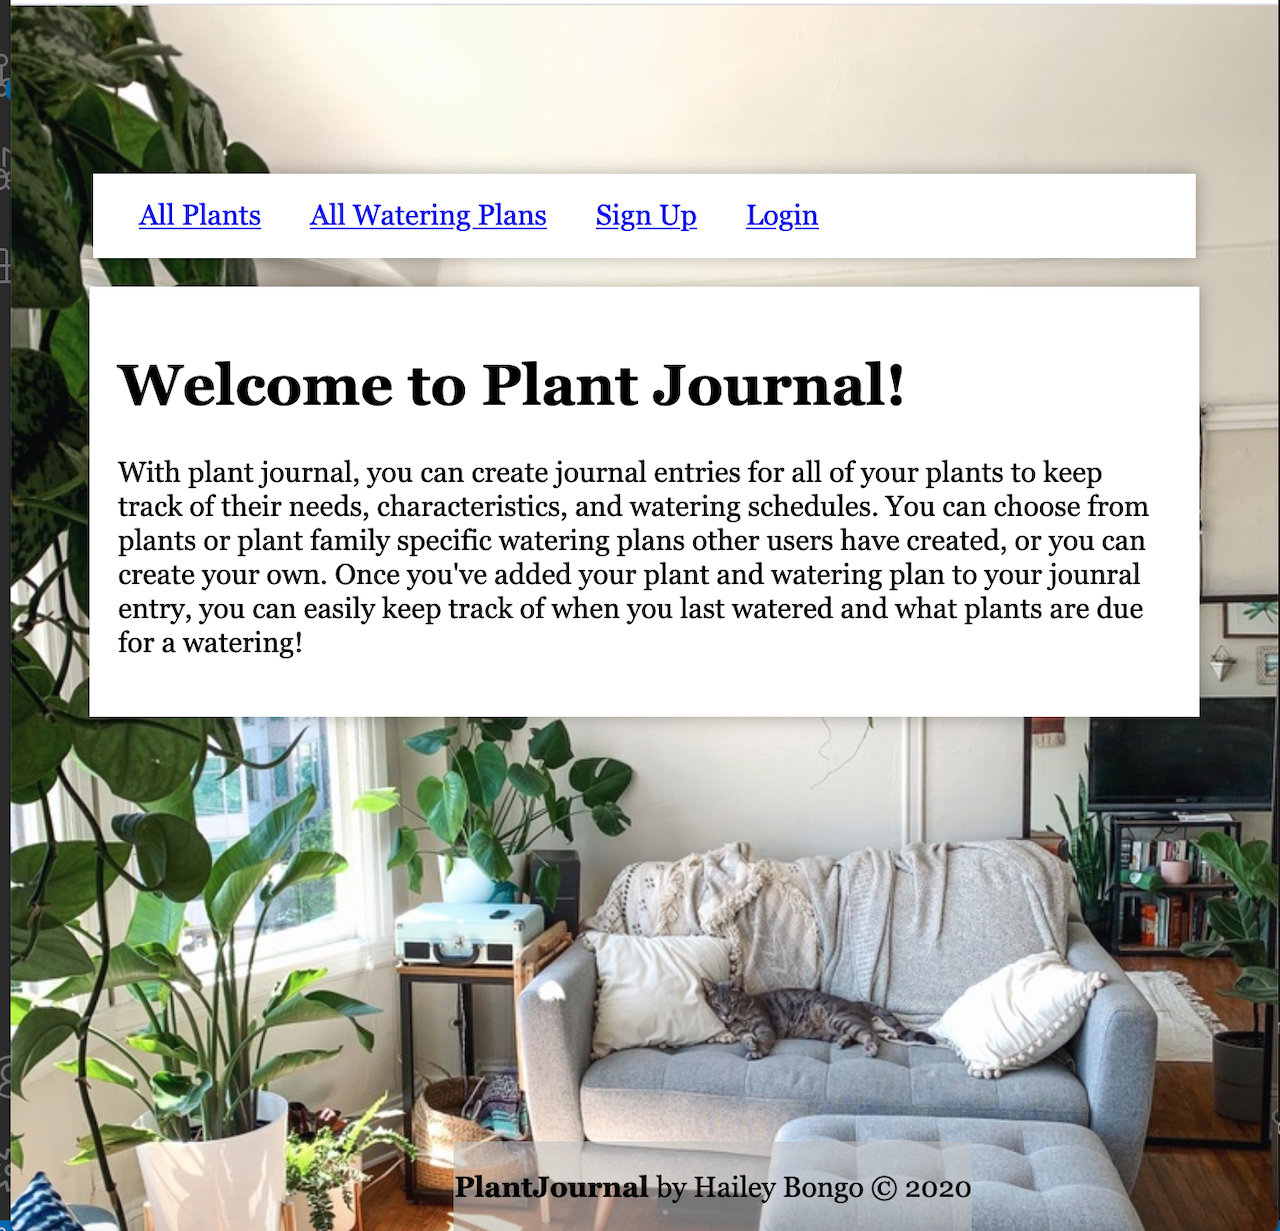 All Plants All Watering Plans Sign Up Login
Welcome to Plant Journal!
With plant journal, you can create journal entries for all of your plants to keep
track of their needs, characteristics, and watering schedules. You can choose from
plants or plant family specific watering plans other users have created, or you can
create your own. Once you've added your plant and watering plan to your jounral
entry, you can easily keep track of when you last watered and what plants are due
for a watering!
PlantJournal by Hailey Bongo © 2020